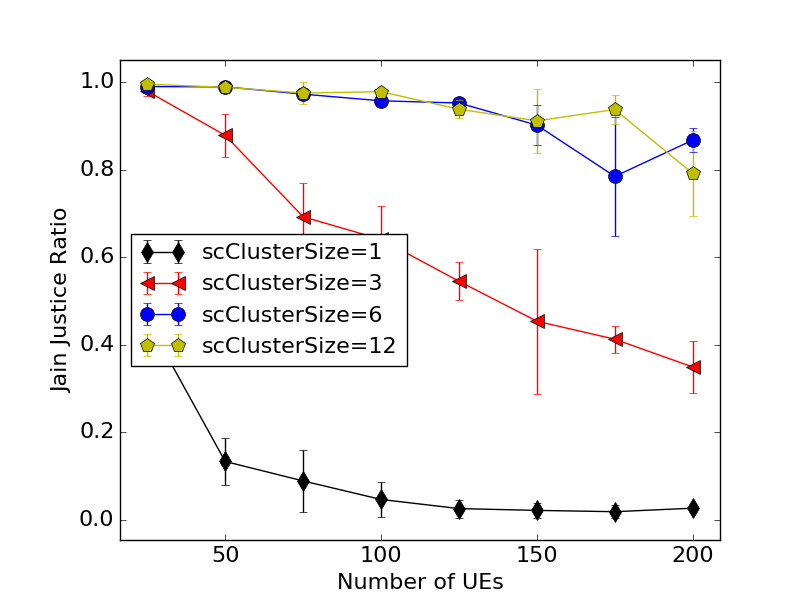 1.0
0.8
0.6
0.4
0.2
0.0
Jain Justice Ratio
scClusterSize=1
scClusterSize=3
scClusterSize=6
scClusterSize=12
50 100 150 200
Number of UEs